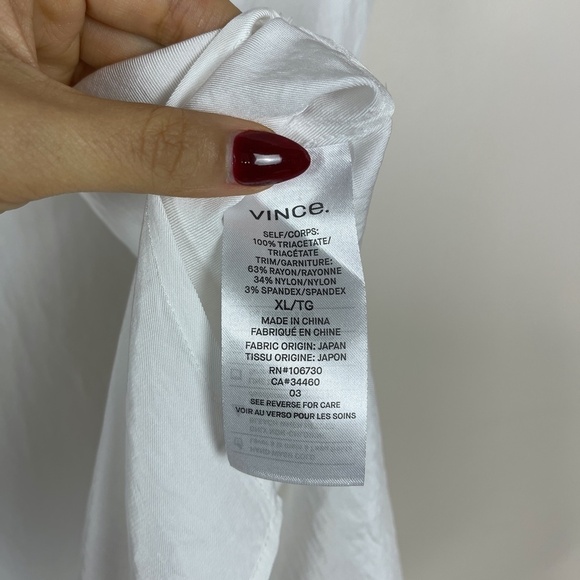 VINCE.
SELF/CORPS:
100% TRIACETATE/
TRIACÉTATE
TRIM/GARNITURE:
63% RAYON/RAYONNE
34% NYLON/NYLON
3% SPANDEX/SPANDEX
XL/TG
MADE IN CHINA
FABRIQUÉ EN CHINE
FABRIC ORIGIN: JAPAN
TISSU ORIGINE: JAPON
RN#106730
CA#34460
03
SEE REVERSE FOR CARE
VOIR AU VERSO POUR LES SOINS